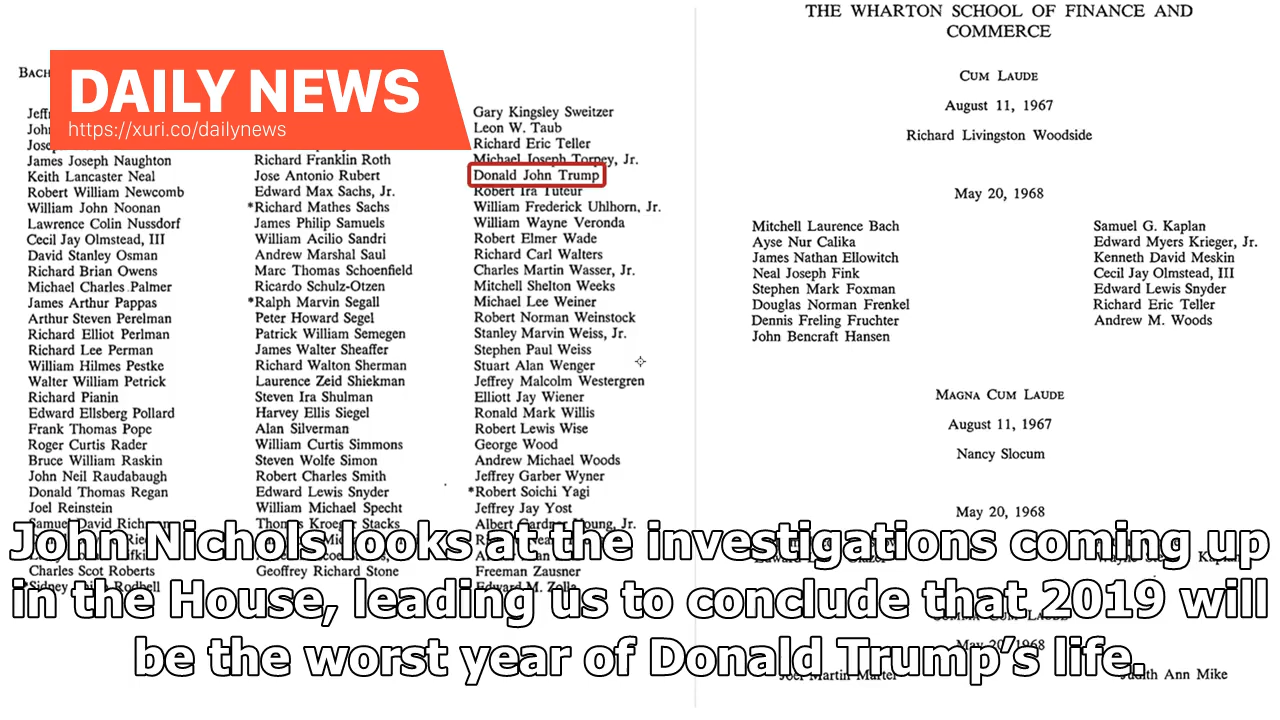 DAILY NEWS
https://xuri.co/dailynews
James Joseph Naughton
Keith Lancaster Neal
Robert William Newcomb
William John Noonan
Lawrence Colin Nussdorf
Cecil Jay Olmstead, III
David Stanley Osman
Richard Brian Owens
Michael Charles Palmer
James Arthur Pappas
Arthur Steven Perelman
Richard Elliot Perlman
Richard Lee Perman
William Hilmes Pestke
Walter William Petrick
Richard Pianin
Edward Ellsberg Pollard
Frank Thomas Pope
Roger Curtis Rader
Bruce William Raskin
John Neil Raudabaugh
Donald Thomas Regan
Joel Reinstein
Samuel David
Charles Scot Roberts
Richard Franklin Roth
Jose Antonio Rubert
Edward Max Sachs, Jr.
*Richard Mathes Sachs
James Philip Samuels
William Acilio Sandri
Andrew Marshal Saul
Marc Thomas Schoenfield
Ricardo Schulz-Otzen
*Ralph Marvin Segall
Peter Howard Segel
Patrick William Semegen
James Walter Sheaffer
Richard Walton Sherman
Laurence Zeid Shiekman
Steven Ira Shulman
Harvey Ellis Siegel
Alan Silverman
William Curtis Simmons
Steven Wolfe Simon
Robert Charles Smith
Edward Lewis Snyder
William Michael Specht
Thomas Kroeger Stacks
Geoffrey Richard Stone
Gary Kingsley Sweitzer
Leon W. Taub
Richard Eric Teller
Michael Joseph Torpey, Jr.
Donald John Trump
Robert Ira Tuteur
William Frederick Uhlhorn, Jr.
William Wayne Veronda
Robert Elmer Wade
Richard Carl Walters
Charles Martin Wasser, Jr.
Mitchell Shelton Weeks
Michael Lee Weiner
Robert Norman Weinstock
Stanley Marvin Weiss, Jr.
Stephen Paul Weiss
Stuart Alan Wenger
Jeffrey Malcolm Westergren
Elliott Jay Wiener
Ronald Mark Willis
Robert Lewis Wise
George Wood
Andrew Michael Woods
Jeffrey Garber Wyner
*Robert Soichi Yagi
Jeffrey Jay Yost
Albert Gardner Young, Jr.
Freeman Zausner
Edward M. Zolla
THE WHARTON SCHOOL OF FINANCE AND
COMMERCE
CUM LAUDE
August 11, 1967
Richard Livingston Woodside
May 20, 1968
Mitchell Laurence Bach
Ayse Nur Calika
James Nathan Ellowitch
Neal Joseph Fink
Stephen Mark Foxman
Douglas Norman Frenkel
Dennis Freling Fruchter
John Bencraft Hansen
Samuel G. Kaplan
Edward Myers Krieger, Jr.
Kenneth David Meskin
Cecil Jay Olmstead, III
Edward Lewis Snyder
Richard Eric Teller
Andrew M. Woods
MAGNA CUM LAUDE
August 11, 1967
Nancy Slocum
May 20, 1968
May 20, 1968
Judith Ann Mike
John Nichols looks at the investigations coming up
in the House, leading us to conclude that 2019 will
be the worst year of Donald Trump's life.